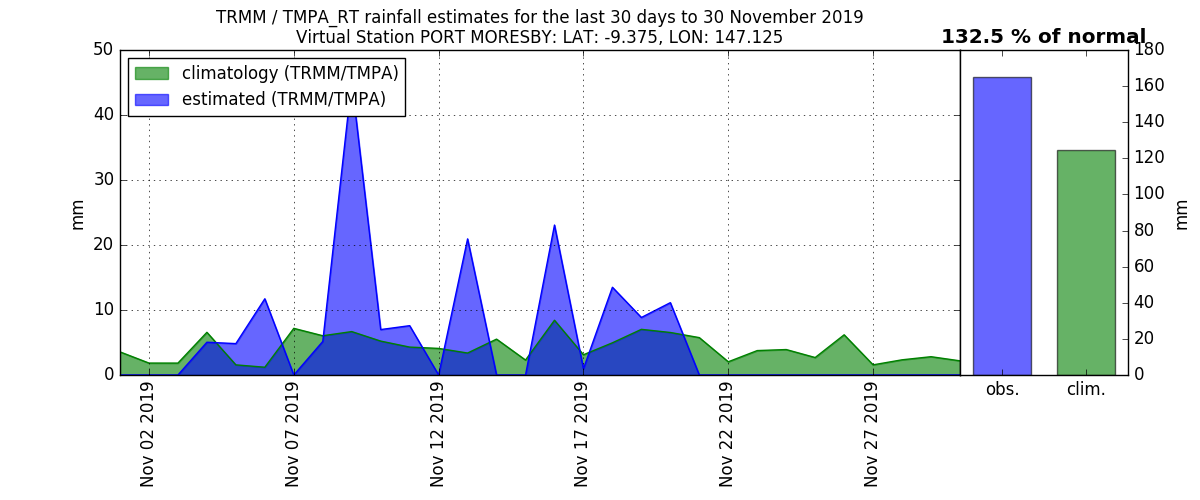 TRMM / TMPA_RT rainfall estimates for the last 30 days to 30 November 2019
Virtual Station PORT MORESBY: LAT: -9.375, LON: 147.125
132.5 % of normal
climatology (TRMM/TMPA)
estimated (TRMM/TMPA)
50
40
30
20
10
0
mm
Nov 02 2019
Nov 07 2019
Nov 12 2019
Nov 17 2019
Nov 22 2019
Nov 27 2019
180
160
140
120
100
80
60
40
20
0
mm
obs.
clim.